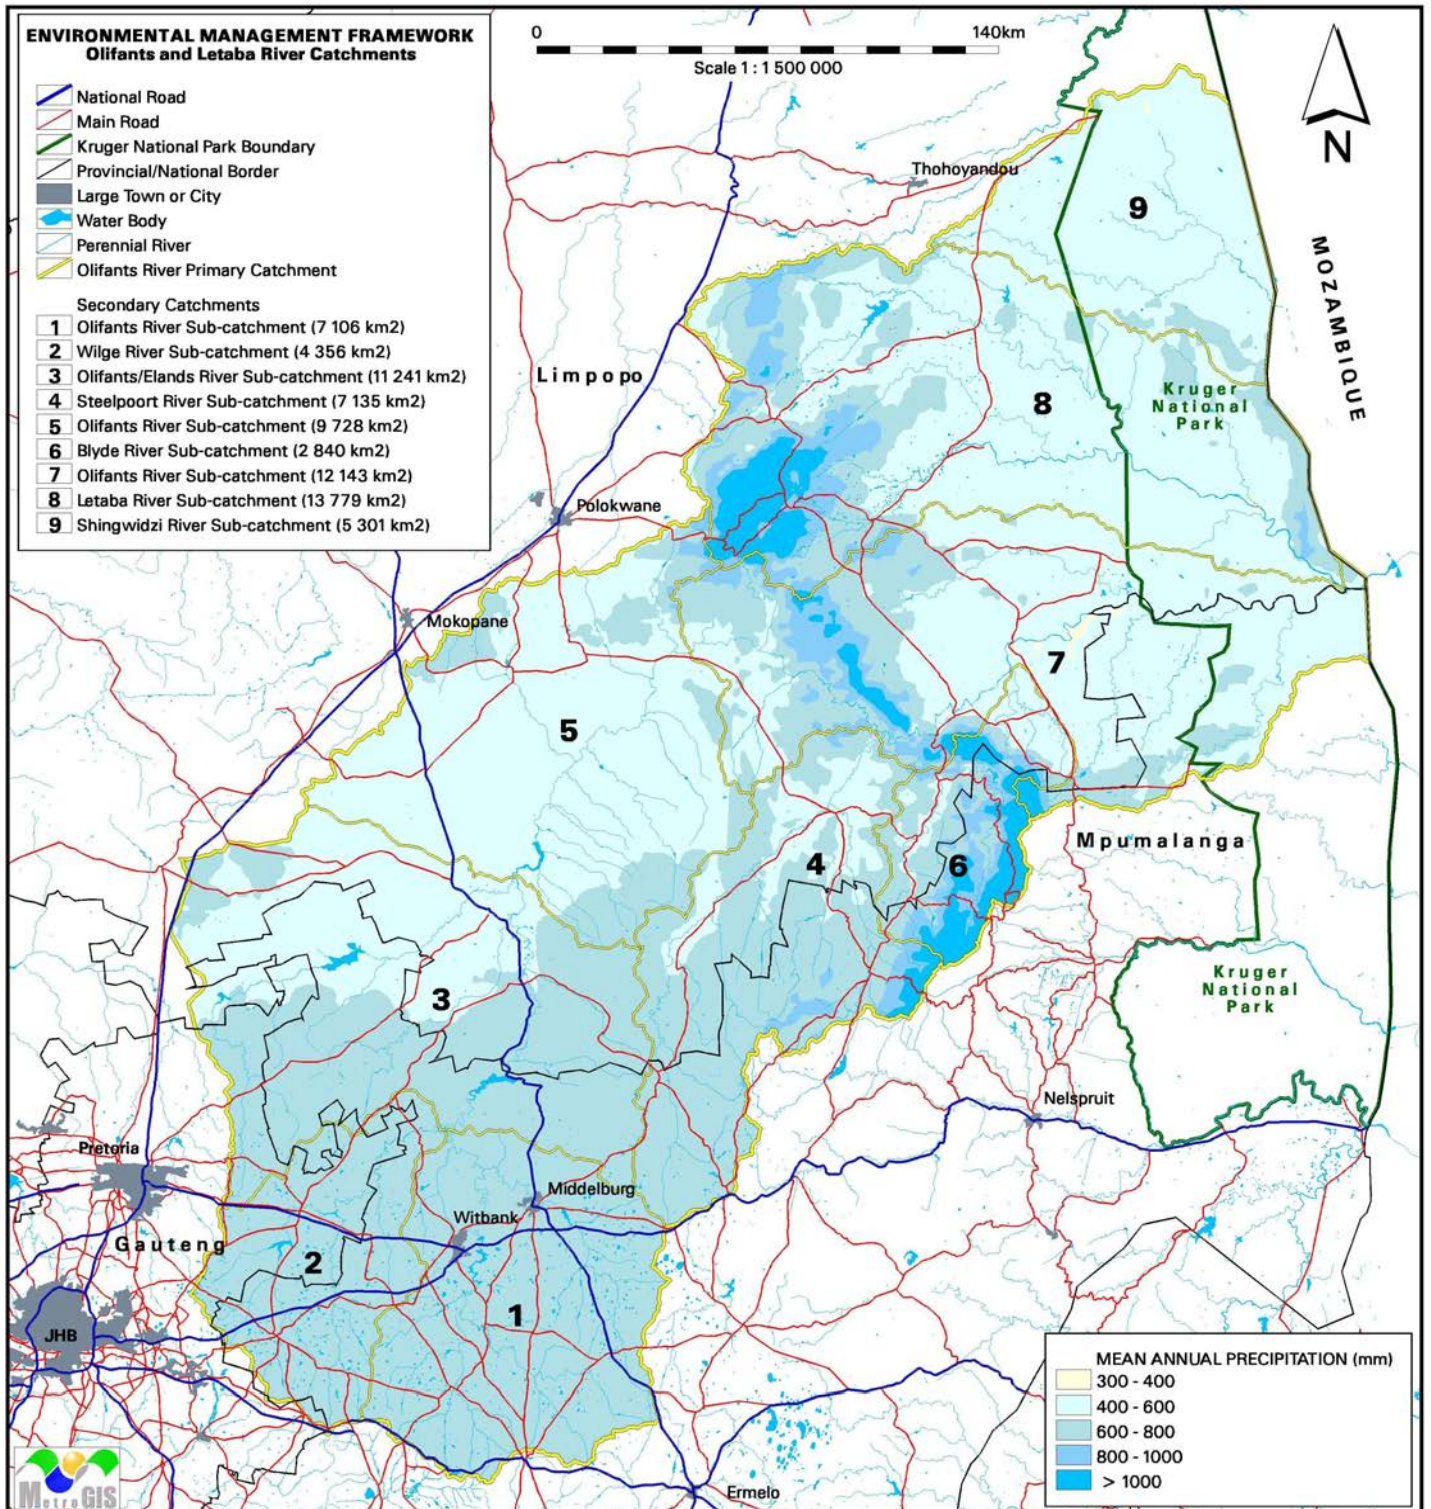 ENVIRONMENTAL MANAGEMENT FRAMEWORK
Olifants and Letaba River Catchments
National Road
Main Road
Kruger National Park Boundary
Provincial/National Border
Large Town or City
Water Body
Perennial River
Olifants River Primary Catchment
Secondary Catchments
1 Olifants River Sub-catchment (7 106 km2)
2 Wilge River Sub-catchment (4 356 km2)
3 Olifants/Elands River Sub-catchment (11 241 km2)
4 Steelpoort River Sub-catchment (7 135 km2)
5 Olifants River Sub-catchment (9 728 km2)
6 Blyde River Sub-catchment (2 840 km2)
7 Olifants River Sub-catchment (12 143 km2)
8 Letaba River Sub-catchment (13 779 km2)
9 Shingwidzi River Sub-catchment (5 301 km2)
0 140km
Scale 1 : 1 500 000
N
Thohoyandou
9
MOZAMBIQUE
Limpopo
8
Kruger
National
Park
Polokwane
Mokopane
7
5
Mpumalanga
4
6
Kruger
National
Park
3
Nelspruit
Pretoria
Middelburg
Witbank
Gauteng
2
1
JHB
MEAN ANNUAL PRECIPITATION (mm)
300 - 400
400 - 600
600 - 800
800 - 1000
> 1000
MetroGIS
Ermelo